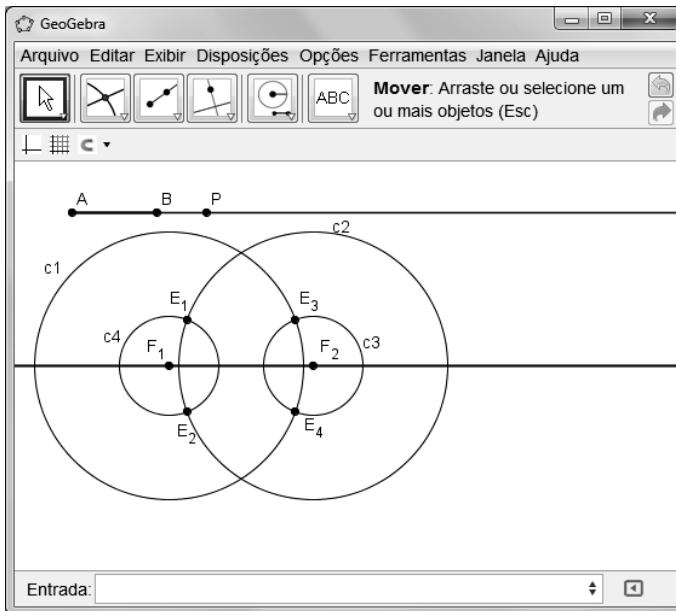 GeoGebra
Arquivo Editar Exibir Disposições Opções Ferramentas Janela Ajuda
ABC
Mover: Arraste ou selecione um
ou mais objetos (Esc)
A B P
c2
c1
E1 E3
c4 F1 F2 c3
E2 E4
Entrada: